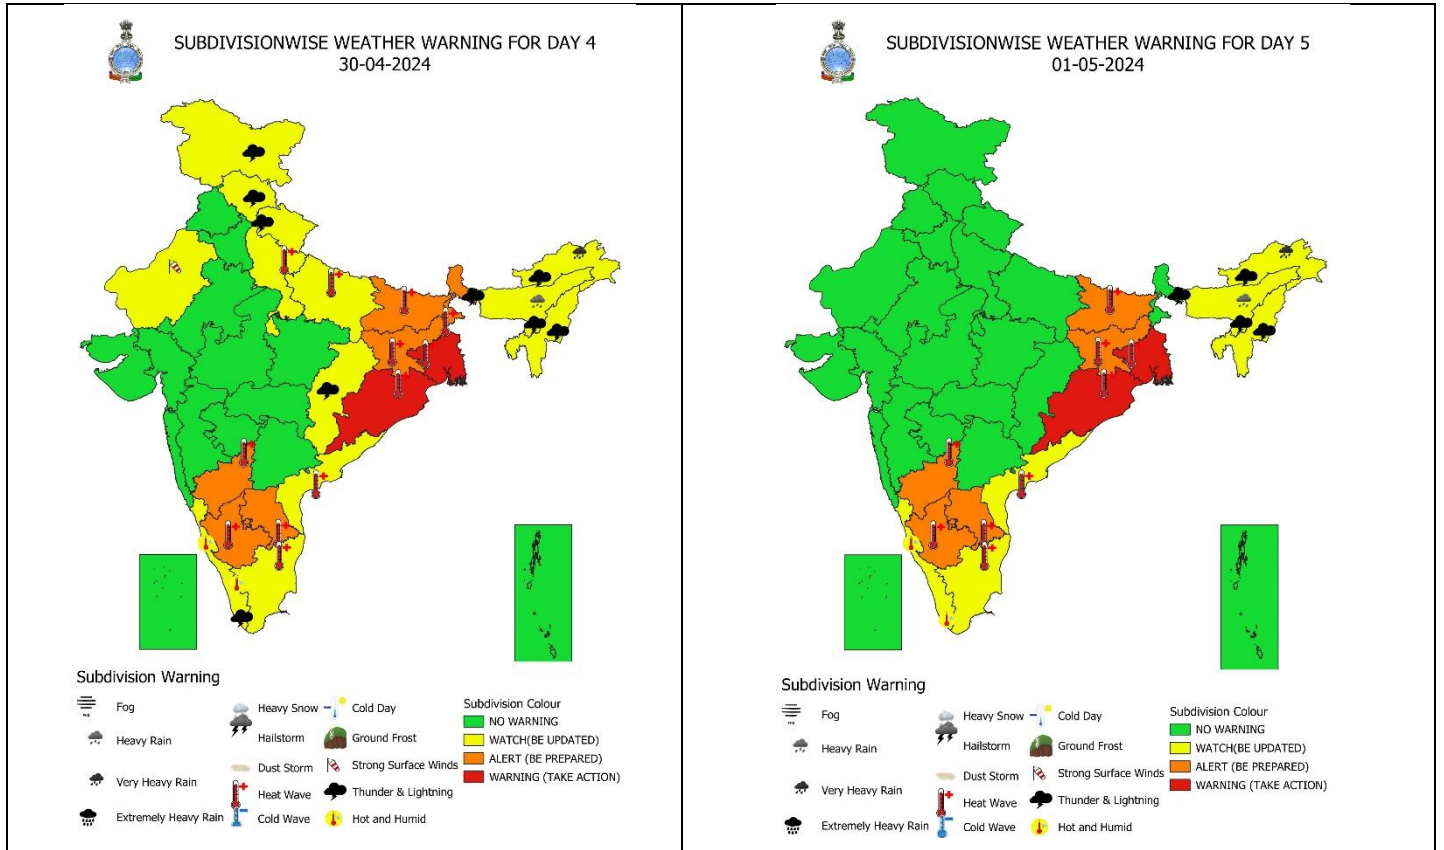 SUBDIVISIONWISE WEATHER WARNING FOR DAY 4
30-04-2024
Subdivision Warning
Fog
Heavy Rain
Very Heavy Rain
Extremely Heavy Rain
Heavy Snow
Hailstorm
Dust Storm
Heat Wave
Cold Wave
Cold Day
Ground Frost
Strong Surface Winds
Thunder & Lightning
Hot and Humid
Subdivision Colour
NO WARNING
WATCH(BE UPDATED)
ALERT (BE PREPARED)
WARNING (TAKE ACTION)
SUBDIVISIONWISE WEATHER WARNING FOR DAY 5
01-05-2024
Subdivision Warning
Fog
Heavy Rain
Very Heavy Rain
Extremely Heavy Rain
Heavy Snow
Hailstorm
Dust Storm
Heat Wave
Cold Wave
Cold Day
Ground Frost
Strong Surface Winds
Thunder & Lightning
Hot and Humid
Subdivision Colour
NO WARNING
WATCH(BE UPDATED)
ALERT (BE PREPARED)
WARNING (TAKE ACTION)